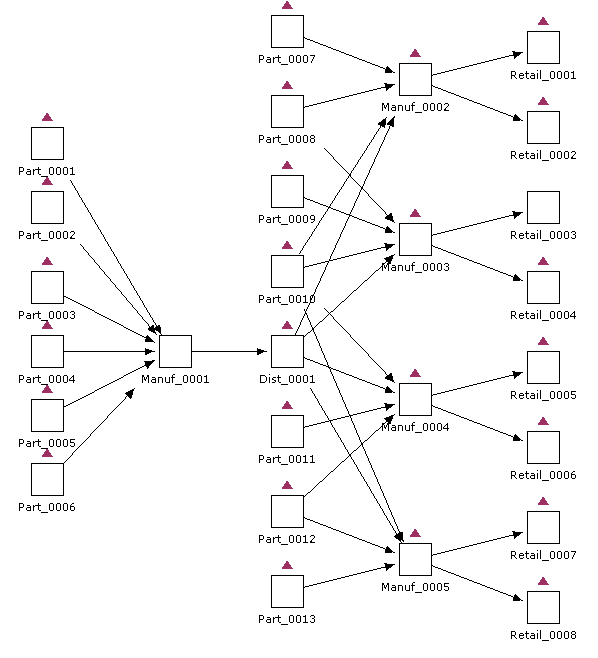 Part_0001
Part_0002
Part_0003
Part_0004
Part_0005
Part_0006
Manuf_0001
Part_0007
Part_0008
Part_0009
Part_0010
Dist_0001
Part_0011
Part_0012
Part_0013
Manuf_0002
Manuf_0003
Manuf_0004
Manuf_0005
Retail_0001
Retail_0002
Retail_0003
Retail_0004
Retail_0005
Retail_0006
Retail_0007
Retail_0008